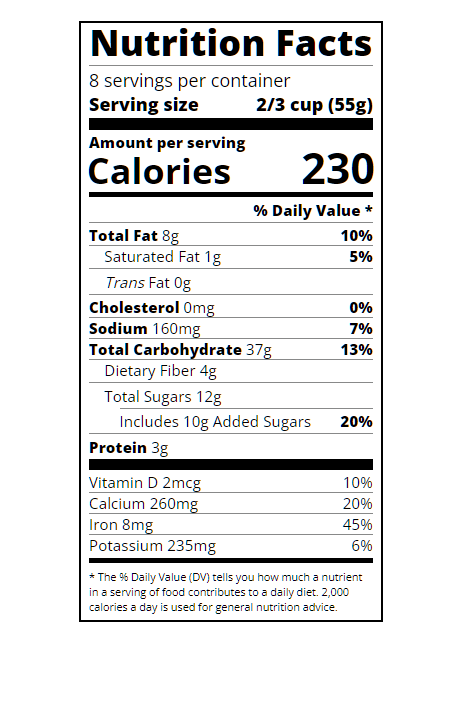 Nutrition Facts
8 servings per container
Serving size 2/3 cup (55g)
Amount per serving
Calories 230
% Daily Value *
Total Fat 8g 10%
Saturated Fat 1g 5%
Trans Fat 0g
Cholesterol 0mg 0%
Sodium 160mg 7%
Total Carbohydrate 37g 13%
Dietary Fiber 4g
Total Sugars 12g
Includes 10g Added Sugars 20%
Protein 3g
Vitamin D 2mcg 10%
Calcium 260mg 20%
Iron 8mg 45%
Potassium 235mg 6%
* The % Daily Value (DV) tells you how much a nutrient
in a serving of food contributes to a daily diet. 2,000
calories a day is used for general nutrition advice.